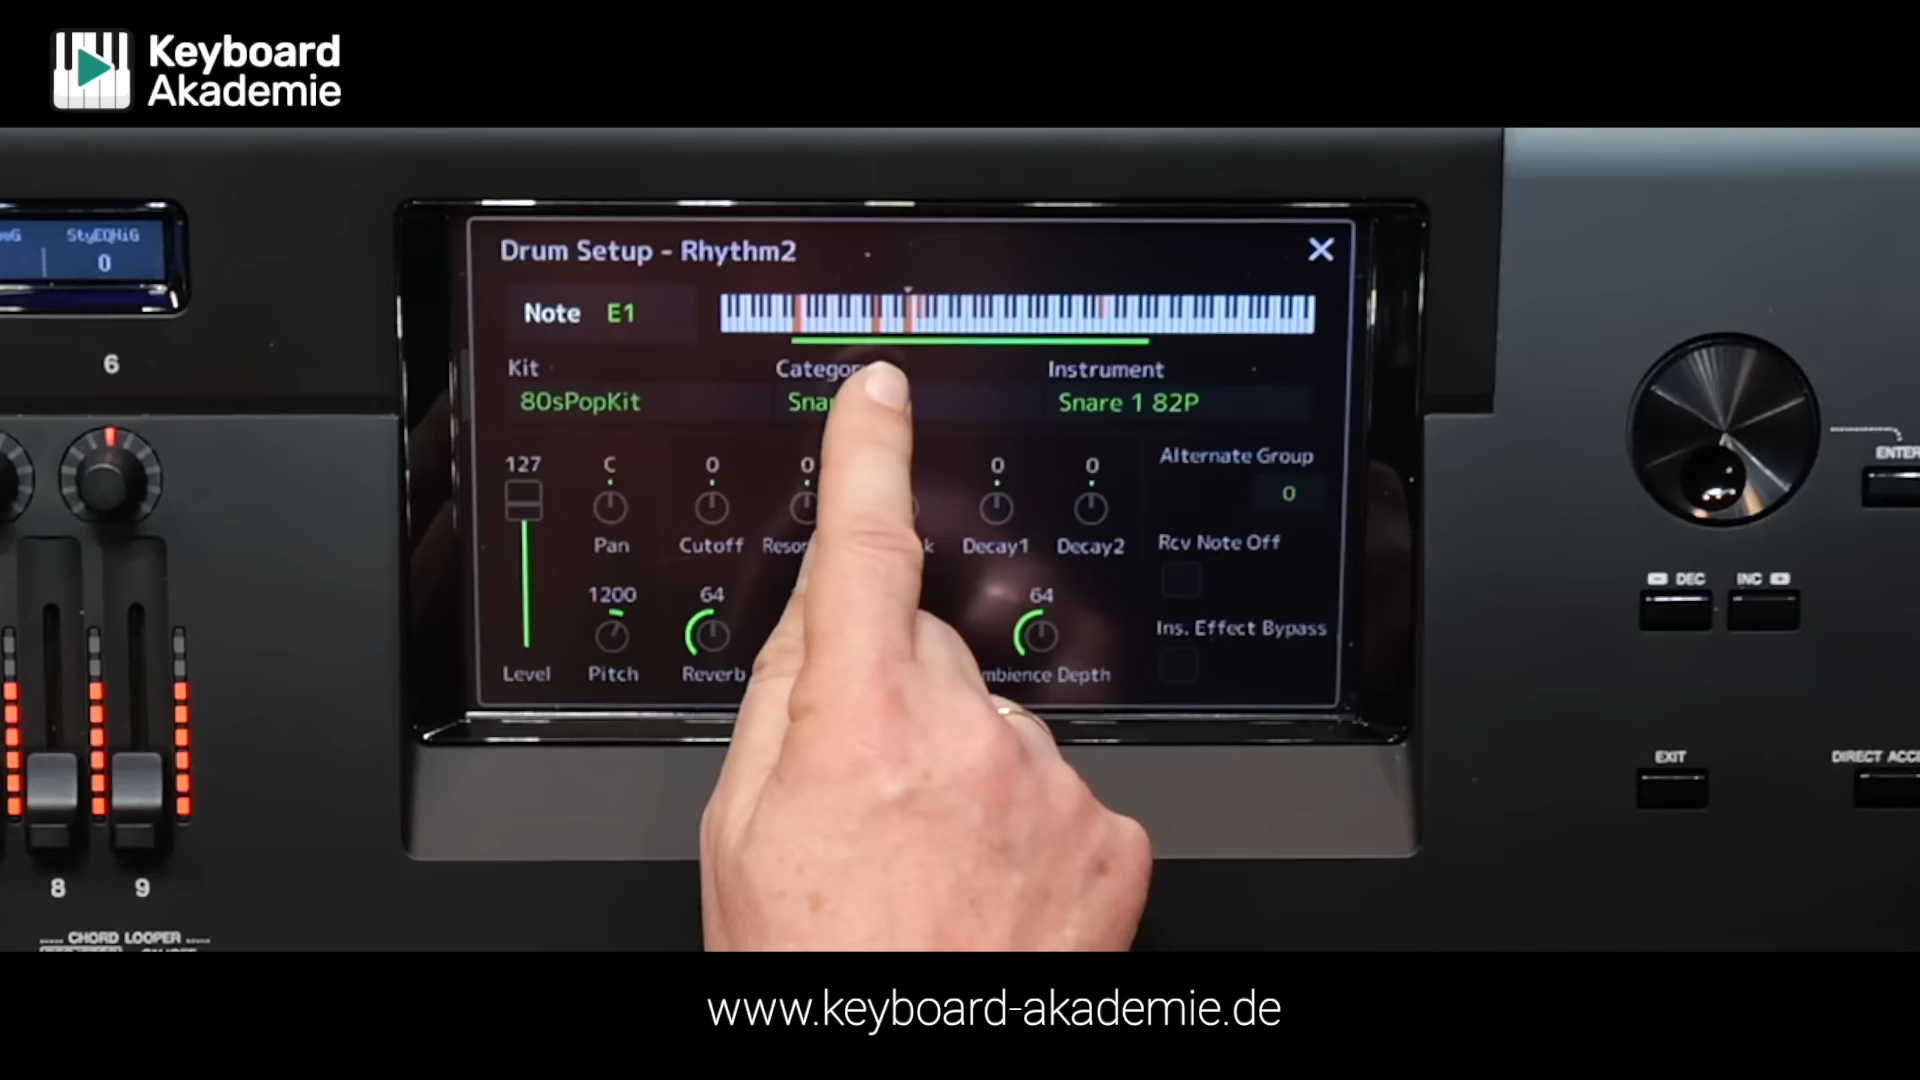 Keyboard
Akademie
StyEQHiG
0
6
Drum Setup - Rhythm2
Note E1
Kit
80sPopKit
Instrument
Snare 1 82P
127 C 0 0 0 0
Alternate Group
0
Pan Cutoff Decay1 Decay2
Rcv Note Off
1200 64 64
Ins. Effect Bypass
Level Pitch Reverb Depth
ENTER
DEC INC
EXIT
DIRECT
8 9
CHORD LOOPER
www.keyboard-akademie.de